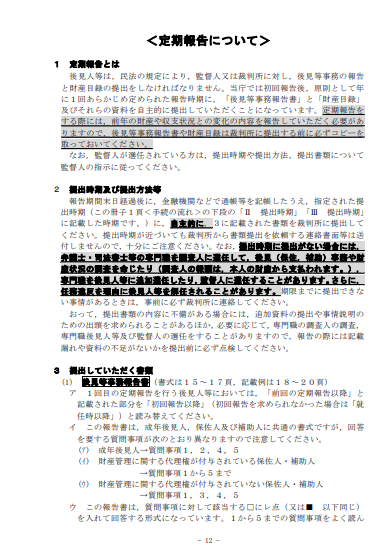 ＜定期報告について＞
１　定期報告とは
後見人等は，民法の規定により，監督人又は裁判所に対し，後見等事務の報告
と財産目録の提出をしなければなりません。当庁では初回報告後，原則として年
に１回あらかじめ定められた報告時期に，「後見等事務報告書」と「財産目録」
及びそれらの資料を自主的に提出していただくことになっています。定期報告を
する際には，前年の財産や収支状況との変化の内容を報告していただく必要があ
りますので，後見等事務報告書や財産目録は裁判所に提出する前に必ずコピーを
取っておいてください。
なお，監督人が選任されている方は，提出時期や提出方法，提出書類について
監督人の指示に従ってください。
２　提出時期及び提出方法等
報告期間末日経過後に，金融機関などで通帳等を記帳したうえ，指定された提
出時期（この冊子１頁＜手続の流れ＞の下段の「Ⅱ　提出時期」「Ⅲ　提出時期」
に記載した時期です。）に，自主的に，３に記載された書類を裁判所に提出して
ください。提出時期が近づいても裁判所から書類提出を依頼する連絡書面等は送
付しませんので，十分にご注意ください。なお，提出時期に提出がない場合には，
弁護士・司法書士等の専門職を調査人に選任して，後見（保佐，補助）事務や財
産状況の調査を命じたり（調査人の報酬は，本人の財産から支払われます。），
専門職を後見人等に追加選任したり，監督人に選任することがあります。さらに，
任務違反を理由に後見人等を解任されることがあります。期限までに提出できな
い事情があるときは，事前に必ず裁判所に連絡してください。
おって，提出書類の内容に不備がある場合には，追加資料の提出や事情説明の
ための出頭を求められることがあるほか，必要に応じて，専門職の調査人の調査，
専門職後見人等及び監督人の選任をすることがありますので，報告の際には記載
漏れや資料の不足がないかを提出前に必ず点検してください。
３　提出していただく書類
(1)　後見等事務報告書（書式は１５～１７頁，記載例は１８～２０頁）
ア　１回目の定期報告を行う後見人等においては，「前回の定期報告以降」と
記載された部分を「初回報告以降」（初回報告を求められなかった場合は「就
任時以降」）と読み替えてください。
イ　この報告書は，成年後見人，保佐人及び補助人に共通の書式ですが，回答
を要する質問事項が次のとおり異なりますので注意してください。
(ｱ)　成年後見人→質問事項１，２，４，５
(ｲ)　財産管理に関する代理権が付与されている保佐人・補助人
→質問事項１から５まで
(ｳ)　財産管理に関する代理権が付与されていない保佐人・補助人
→質問事項１，３，４，５
ウ　この報告書は，質問事項に対して該当する□にレ点（又は■　以下同じ）
を入れて回答する形式になっています。１から５までの質問事項をよく読ん
- 12 -